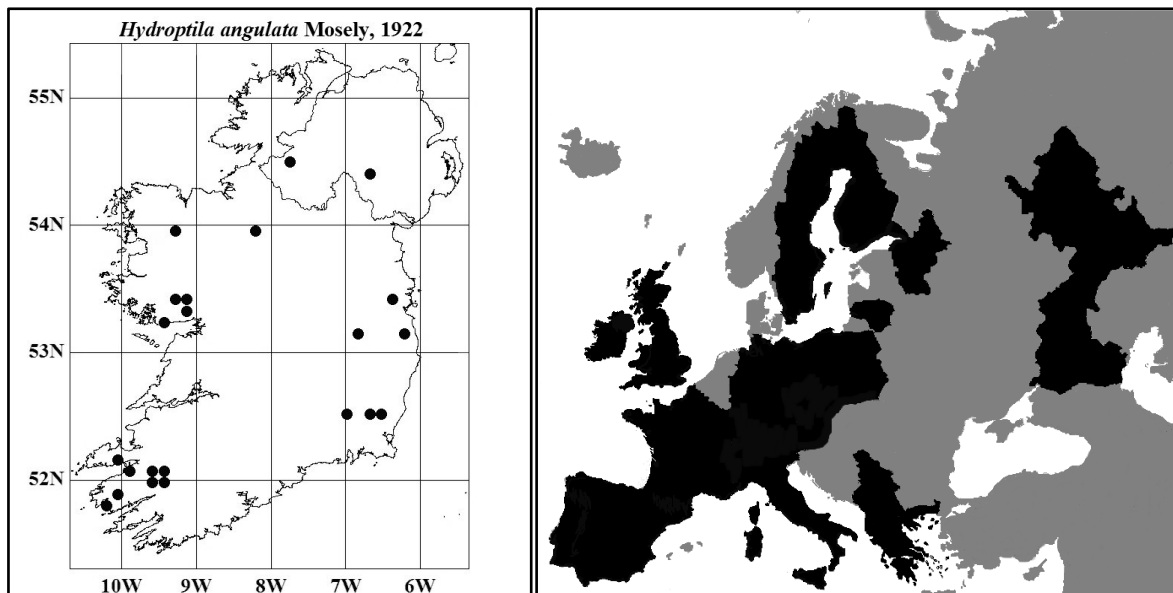 Hydroptila angulata Mosely, 1922
55N
54N
53N
52N
10W 9W 8W 7W 6W